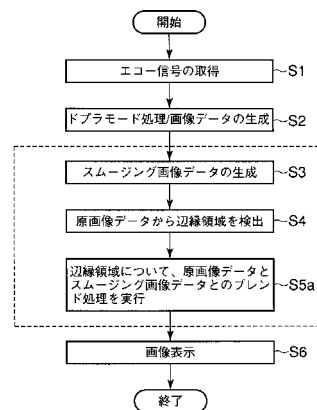 開始
エコー信号の取得 S1
ドプラモード処理/画像データの生成 S2
スムージング画像データの生成 S3
原画像データから辺縁領域を検出 S4
辺縁領域について、原画像データと
スムージング画像データとのブレン
ド処理を実行 S5a
画像表示 S6
終了